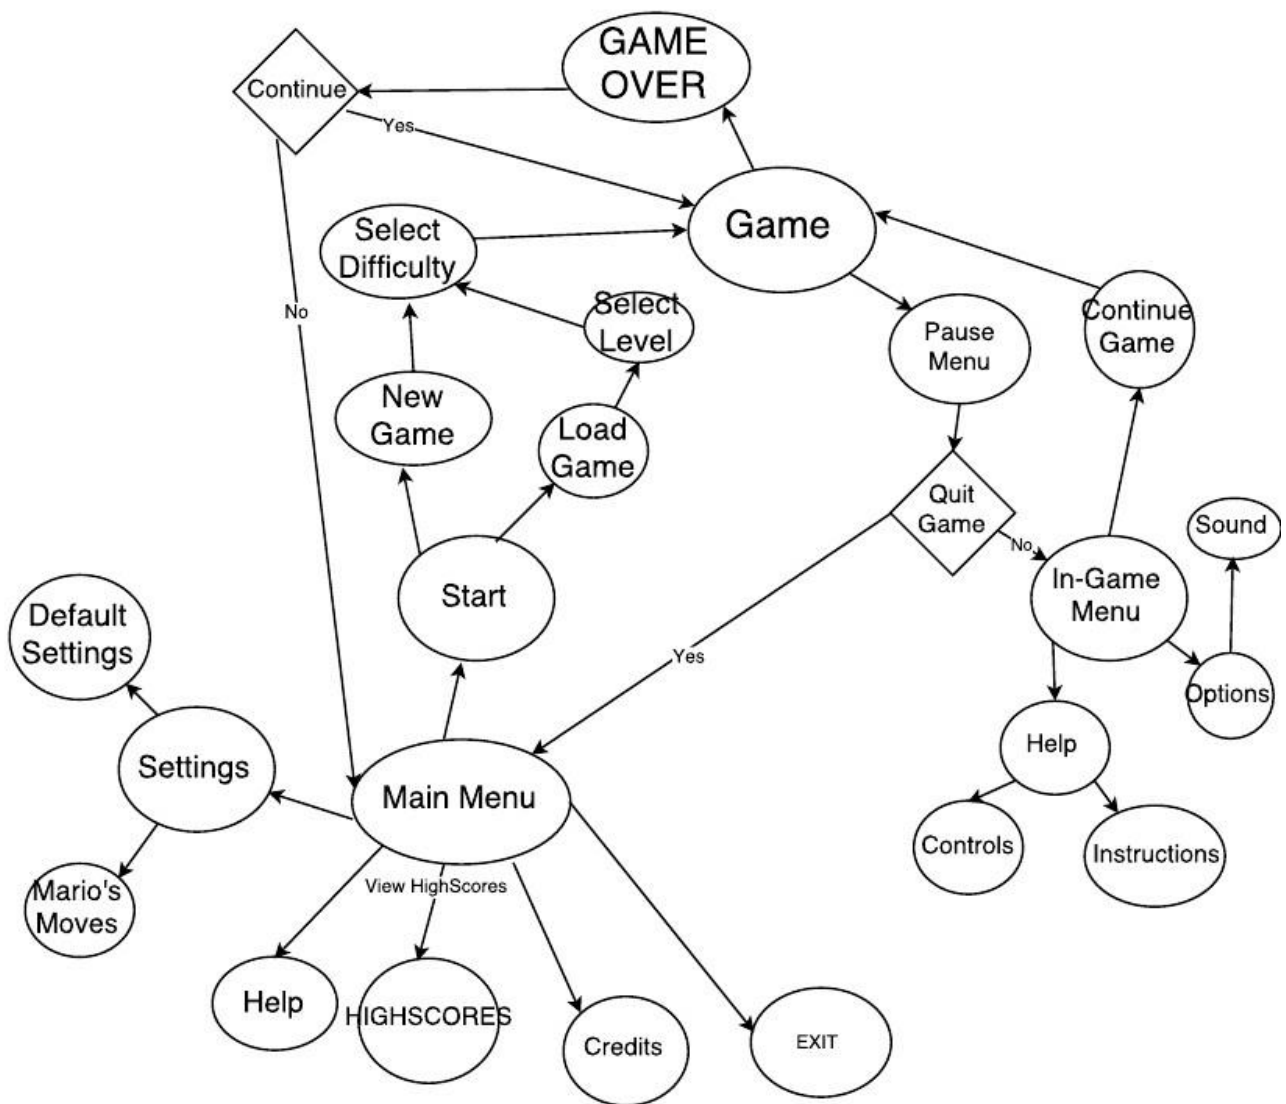 GAME
OVER
Continue
Yes
Game
Select
Difficulty
No
Select
Level
Continue
Game
Pause
Menu
New
Game
Load
Game
Quit
Game
Sound
No
Start
In-Game
Menu
Default
Settings
Yes
Options
Settings
Help
Main Menu
Controls
Instructions
View HighScores
Mario's
Moves
Help
HIGHSCORES
Credits
EXIT